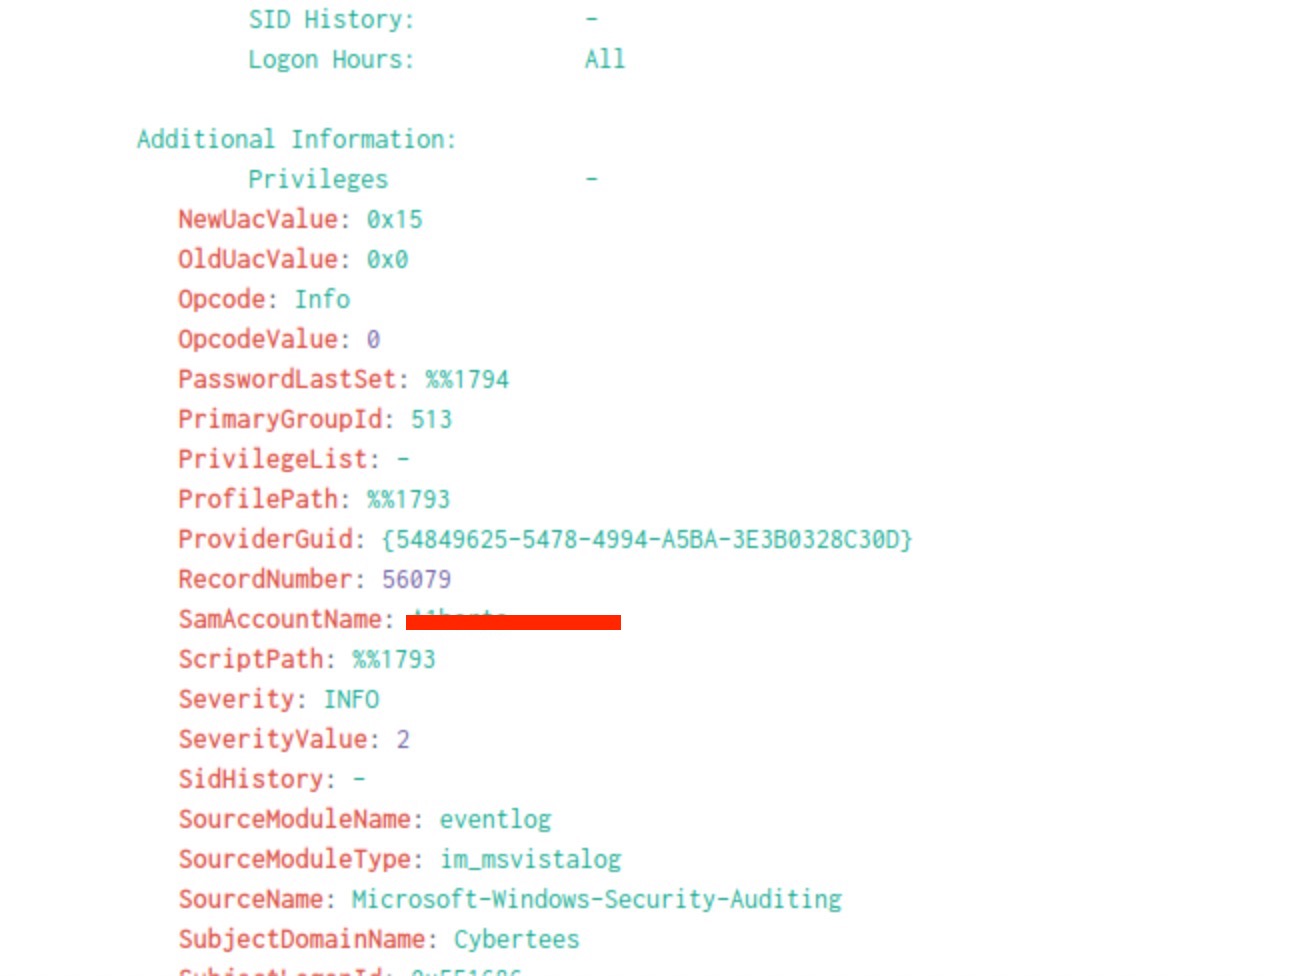 SID History: -
Logon Hours: All
Additional Information:
Privileges -
NewUacValue: 0x15
OldUacValue: 0x0
Opcode: Info
OpcodeValue: 0
PasswordLastSet: %%1794
PrimaryGroupId: 513
PrivilegeList: -
ProfilePath: %%1793
ProviderGuid: {54849625-5478-4994-A5BA-3E3B0328C30D}
RecordNumber: 56079
SamAccountName:
ScriptPath: %%1793
Severity: INFO
SeverityValue: 2
SidHistory: -
SourceModuleName: eventlog
SourceModuleType: im_msvistalog
SourceName: Microsoft-Windows-Security-Auditing
SubjectDomainName: Cybertees